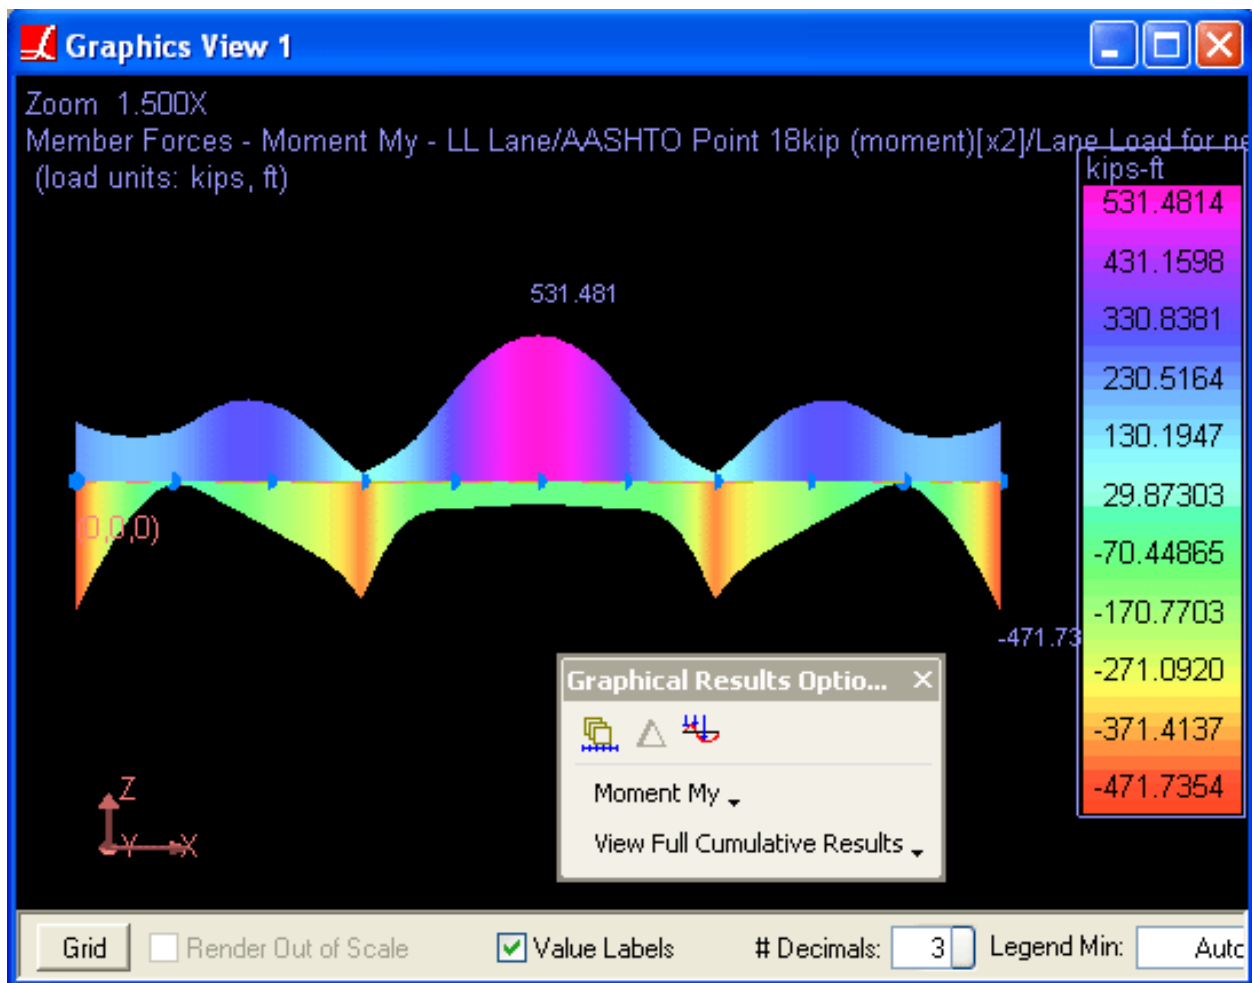 Graphics View 1
Zoom 1.500X
Member Forces - Moment My - LL Lane/AASHTO Point 18kip (moment)[x2]/Lane Load for ne
(load units: kips, ft)
kips-ft
531.4814
431.1598
330.8381
230.5164
130.1947
29.87303
-70.44865
-170.7703
-271.0920
-371.4137
-471.7354
531.481
(0,0,0)
-471.73
Graphical Results Optio...
Moment My
View Full Cumulative Results
Z
Y X
Grid Render Out of Scale Value Labels # Decimals: 3 Legend Min: Auto